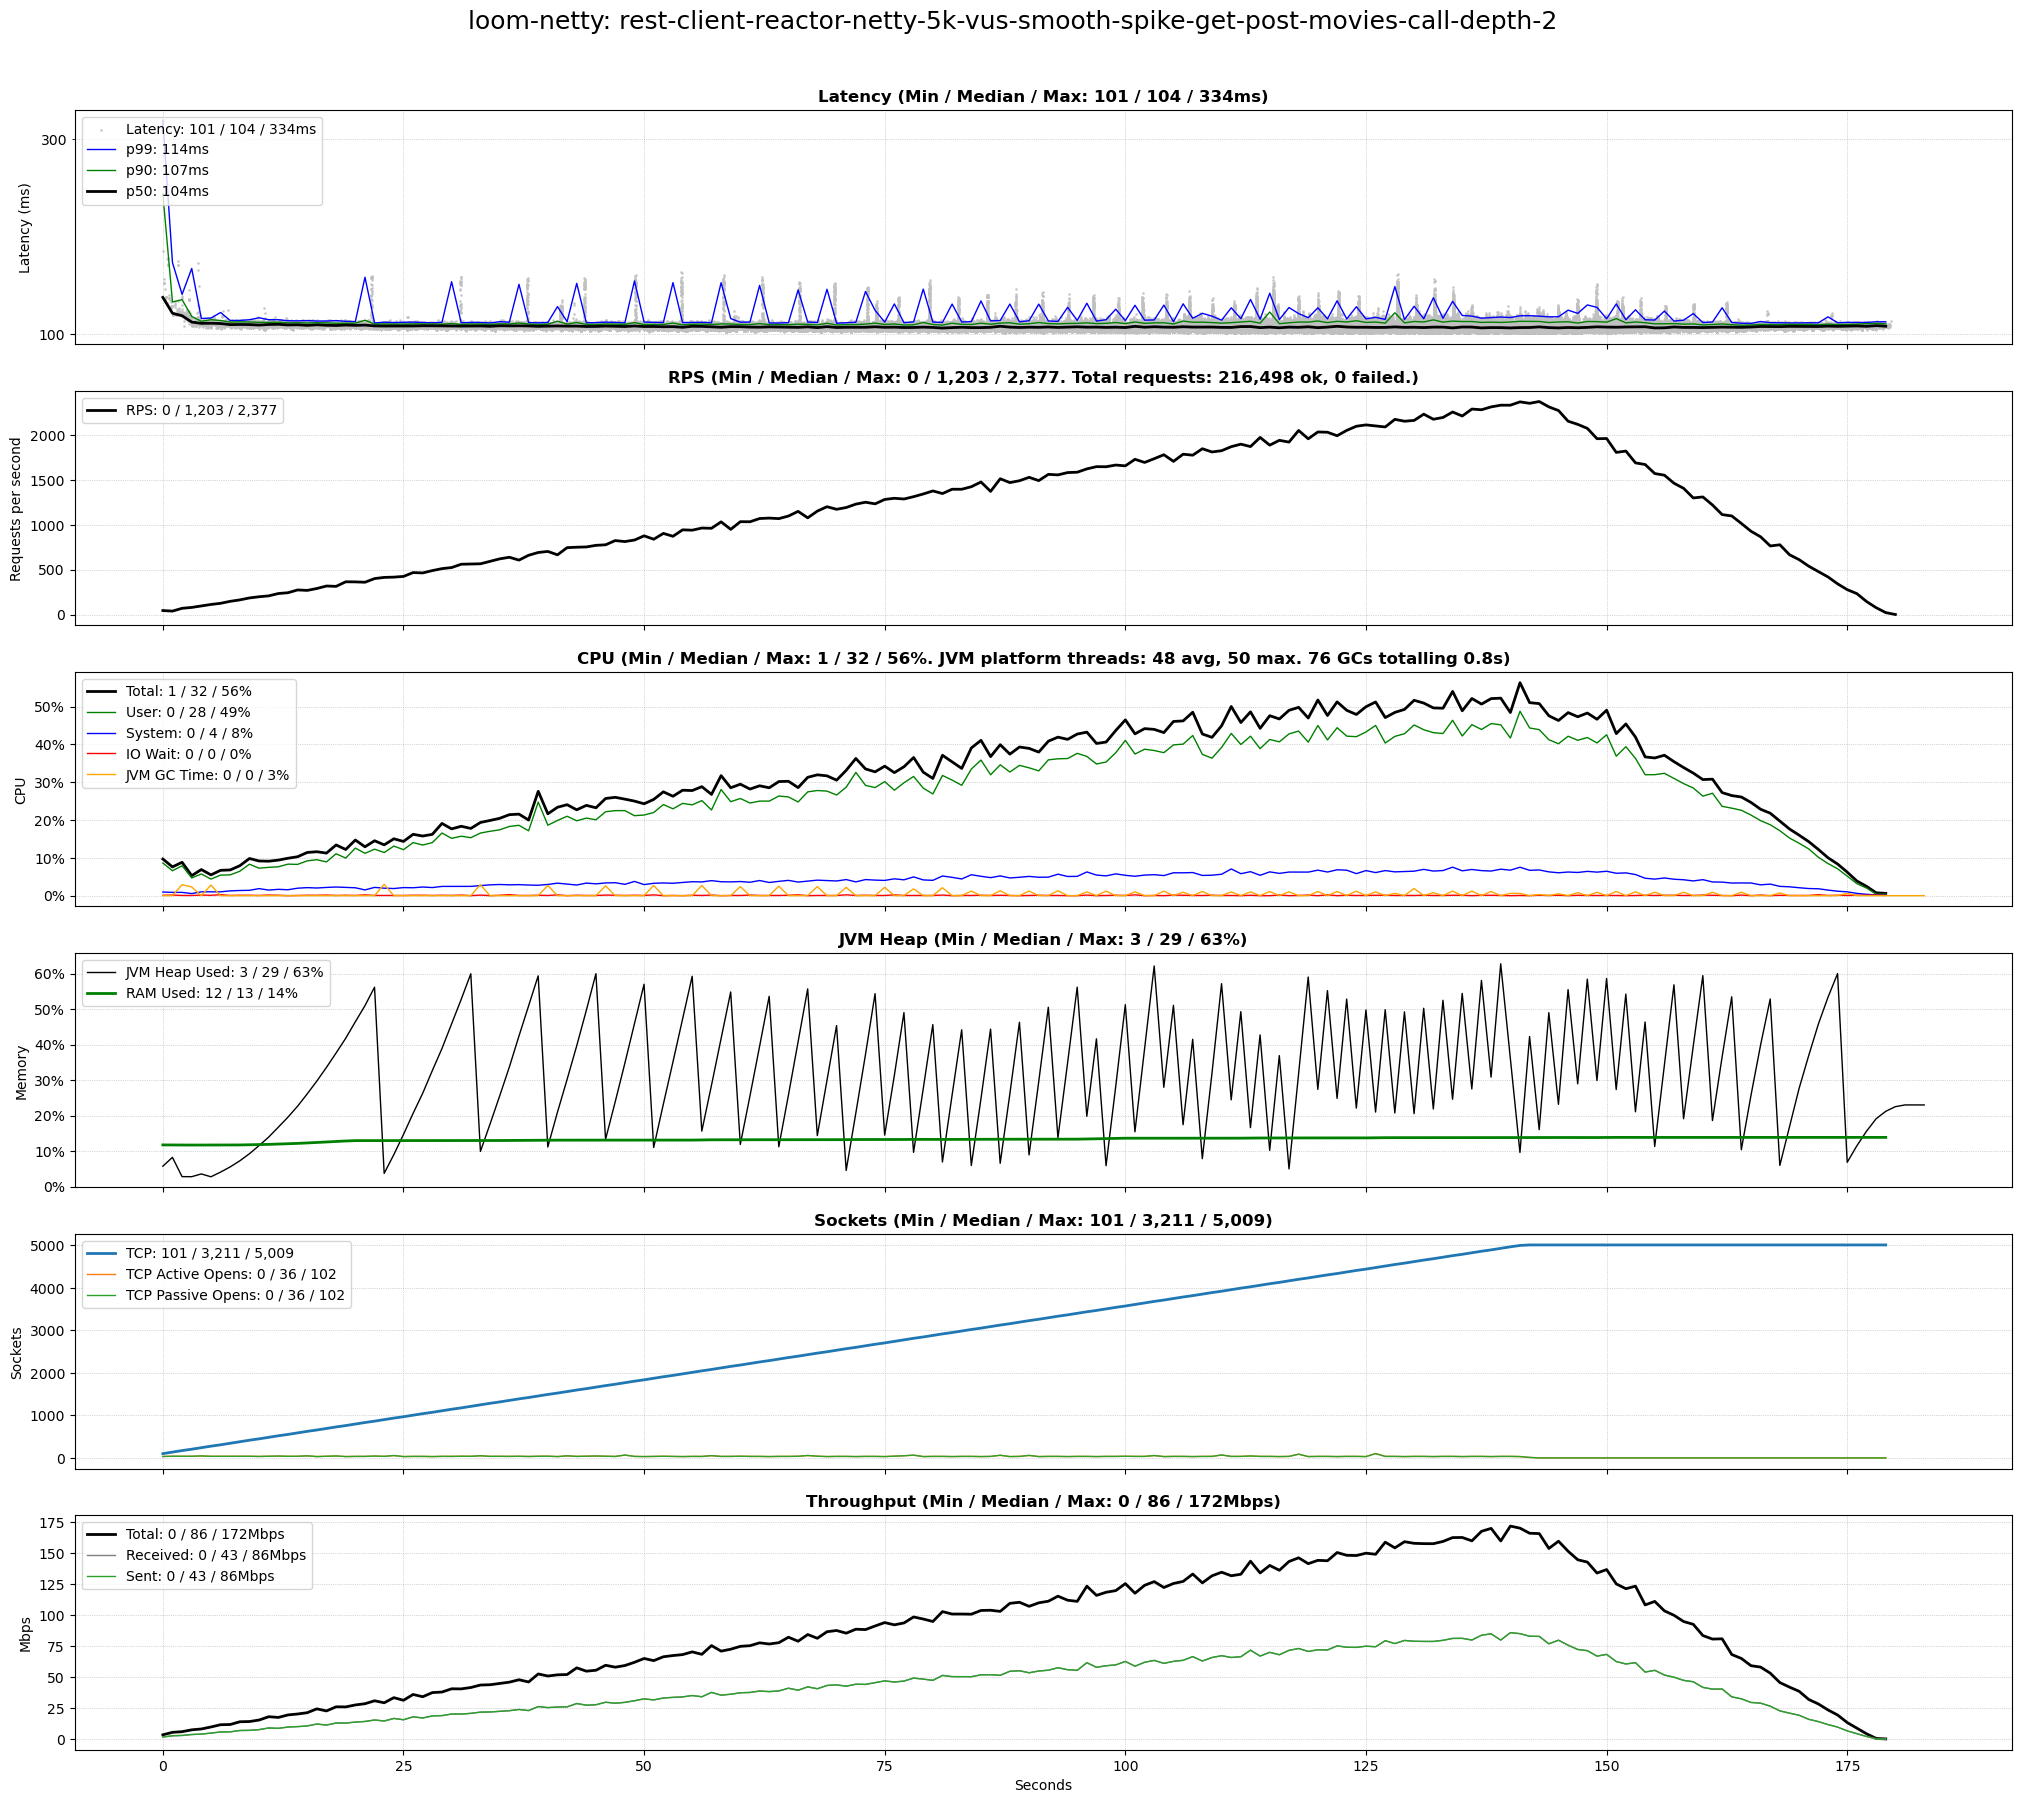 loom-netty: rest-client-reactor-netty-5k-vus-smooth-spike-get-post-movies-call-depth-2
Latency (Min / Median / Max: 101 / 104 / 334ms)
Latency: 101 / 104 / 334ms
p99: 114ms
p90: 107ms
p50: 104ms
300
100
Latency (ms)
RPS (Min / Median / Max: 0 / 1,203 / 2,377. Total requests: 216,498 ok, 0 failed.)
RPS: 0 / 1,203 / 2,377
2000
1500
1000
500
0
Requests per second
CPU (Min / Median / Max: 1 / 32 / 56%. JVM platform threads: 48 avg, 50 max. 76 GCs totalling 0.8s)
Total: 1 / 32 / 56%
User: 0 / 28 / 49%
System: 0 / 4 / 8%
IO Wait: 0 / 0 / 0%
JVM GC Time: 0 / 0 / 3%
50%
40%
30%
20%
10%
0%
CPU
JVM Heap (Min / Median / Max: 3 / 29 / 63%)
JVM Heap Used: 3 / 29 / 63%
RAM Used: 12 / 13 / 14%
60%
50%
40%
30%
20%
10%
0%
Memory
Sockets (Min / Median / Max: 101 / 3,211 / 5,009)
TCP: 101 / 3,211 / 5,009
TCP Active Opens: 0 / 36 / 102
TCP Passive Opens: 0 / 36 / 102
5000
4000
3000
2000
1000
0
Sockets
Throughput (Min / Median / Max: 0 / 86 / 172Mbps)
Total: 0 / 86 / 172Mbps
Received: 0 / 43 / 86Mbps
Sent: 0 / 43 / 86Mbps
175
150
125
100
75
50
25
0
Mbps
0 25 50 75 100 125 150 175
Seconds